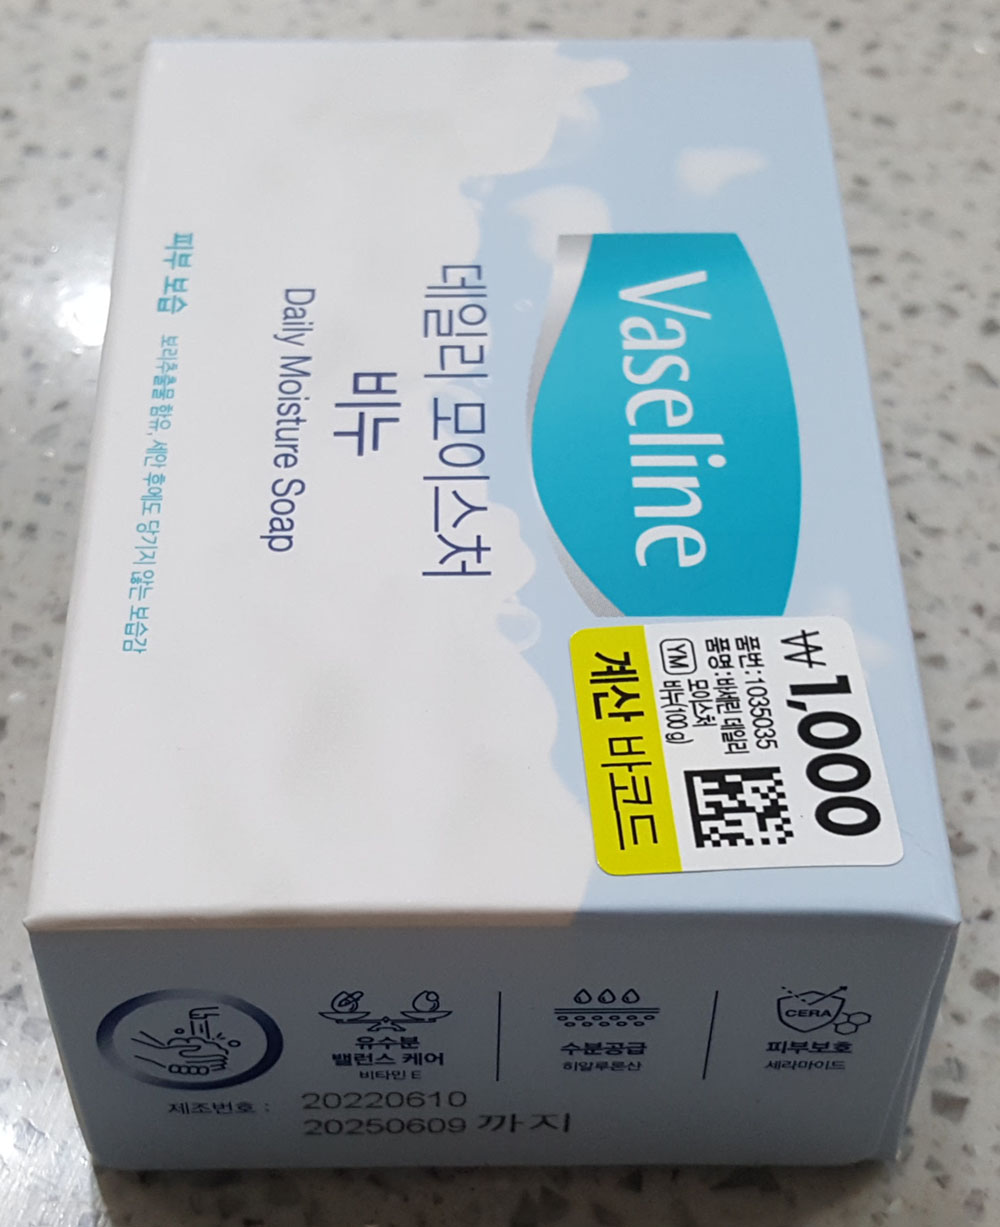 Vaseline
데일리 모이스처
비누
Daily Moisture Soap
피부 보습 보리추출물 함유, 세안 후에도 당기지 않는 보습감
₩1,000
품번:1035035
품명:바세린 데일리
모이스처
YM 비누(100 g)
계산 바코드
유수분
밸런스 케어
비타민 E
수분공급
히알루론산
CERA
피부보호
세라마이드
제조번호 : 20220610
20250609 까지